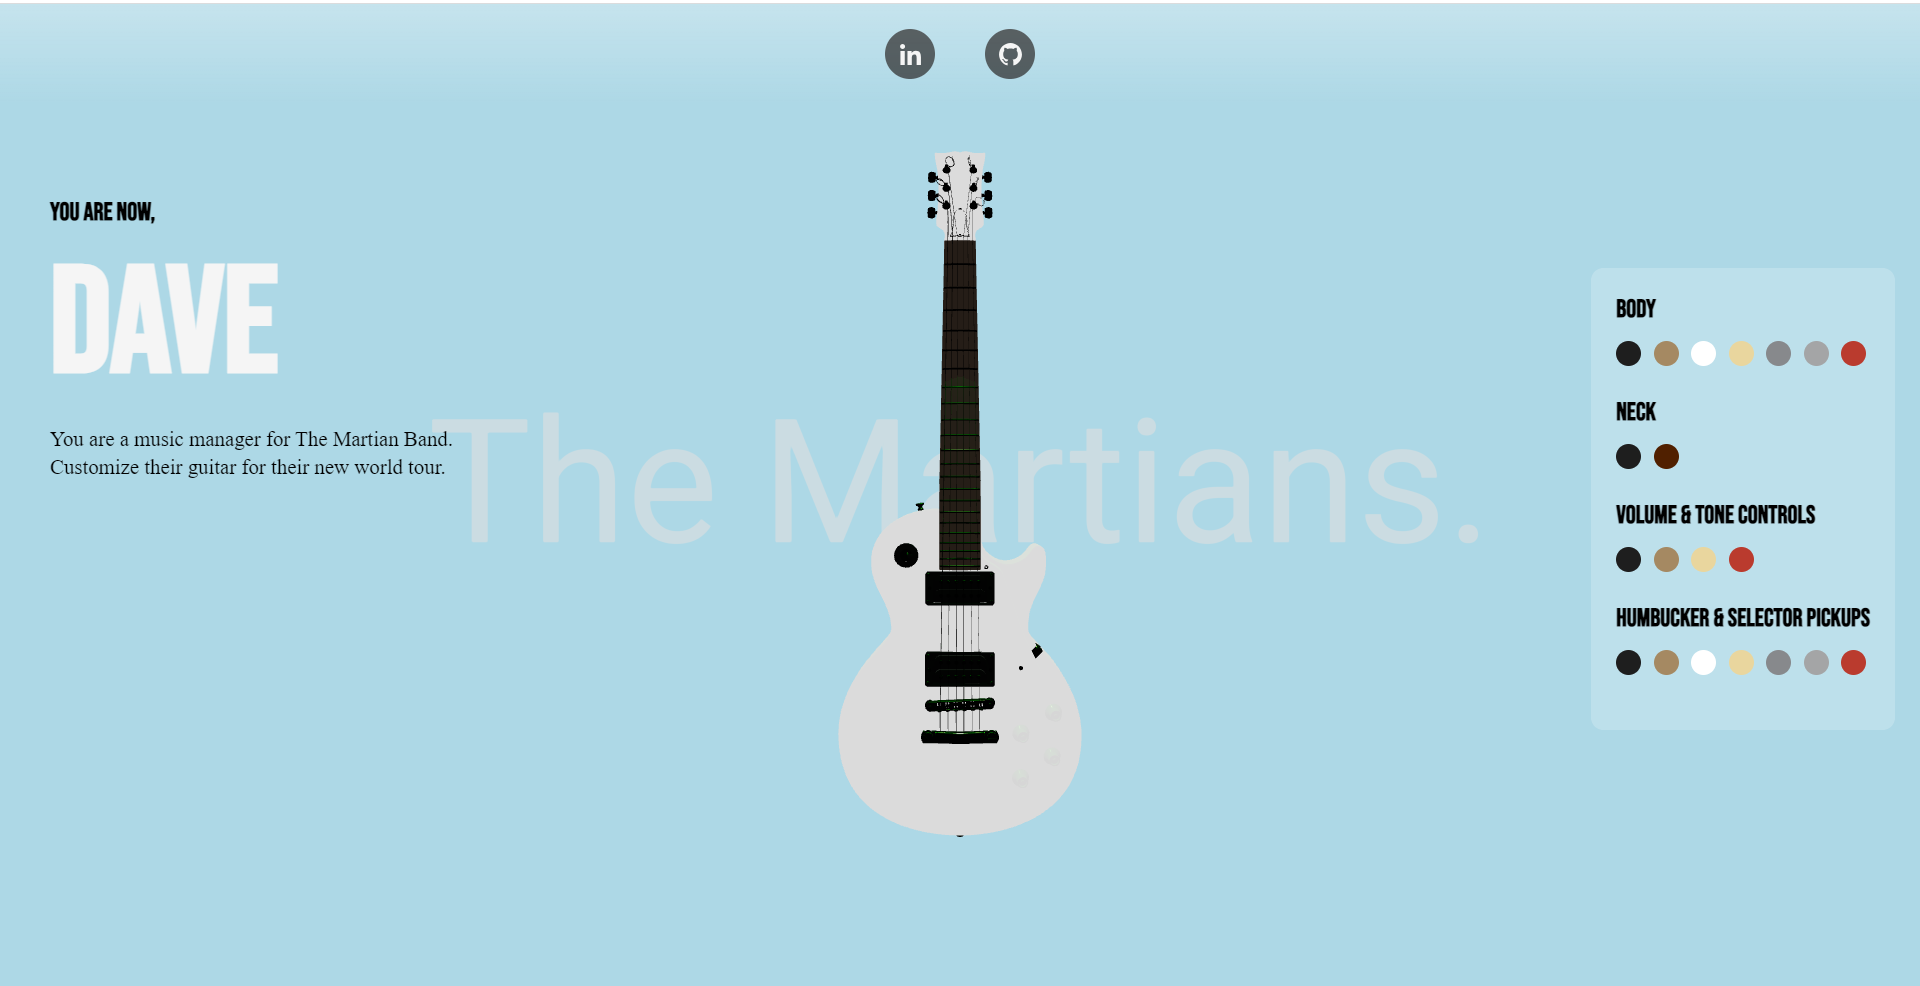 in
YOU ARE NOW,
DAVE
You are a music manager for The Martian Band.
Customize their guitar for their new world tour.
The Martians.
BODY
NECK
VOLUME & TONE CONTROLS
HUMBUCKER & SELECTOR PICKUPS